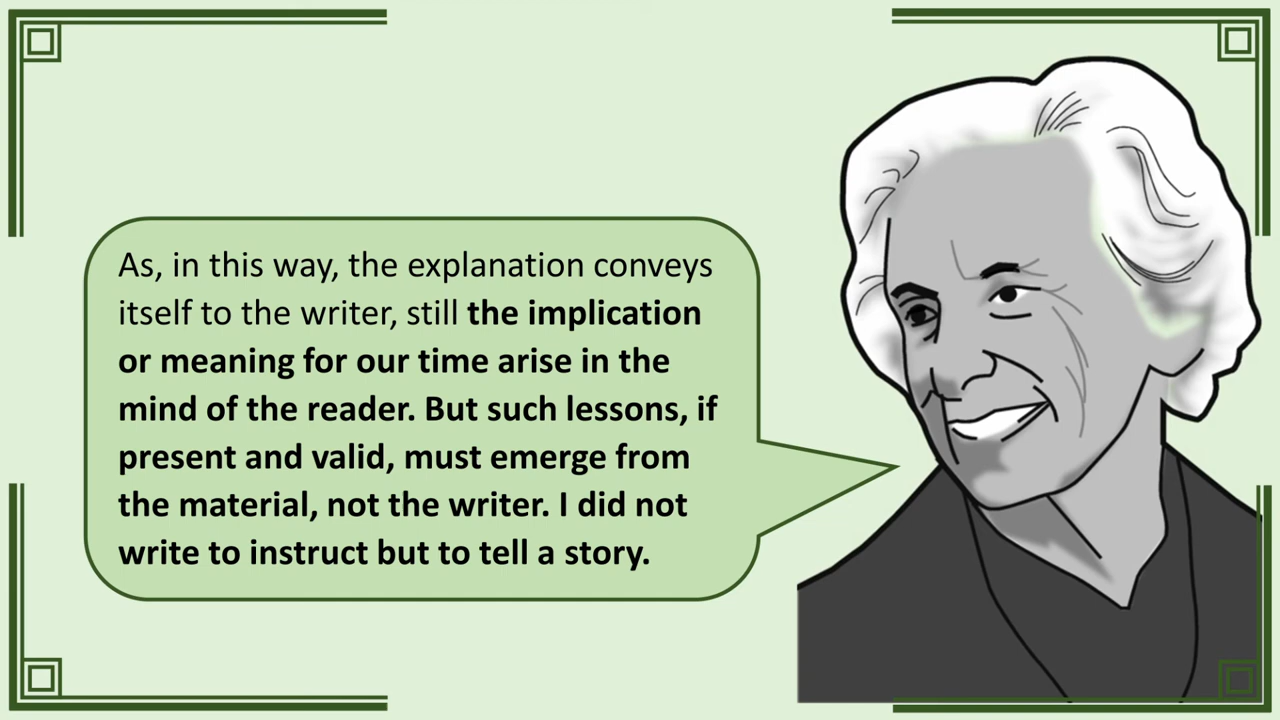 As, in this way, the explanation conveys
itself to the writer, still the implication
or meaning for our time arise in the
mind of the reader. But such lessons, if
present and valid, must emerge from
the material, not the writer. I did not
write to instruct but to tell a story.